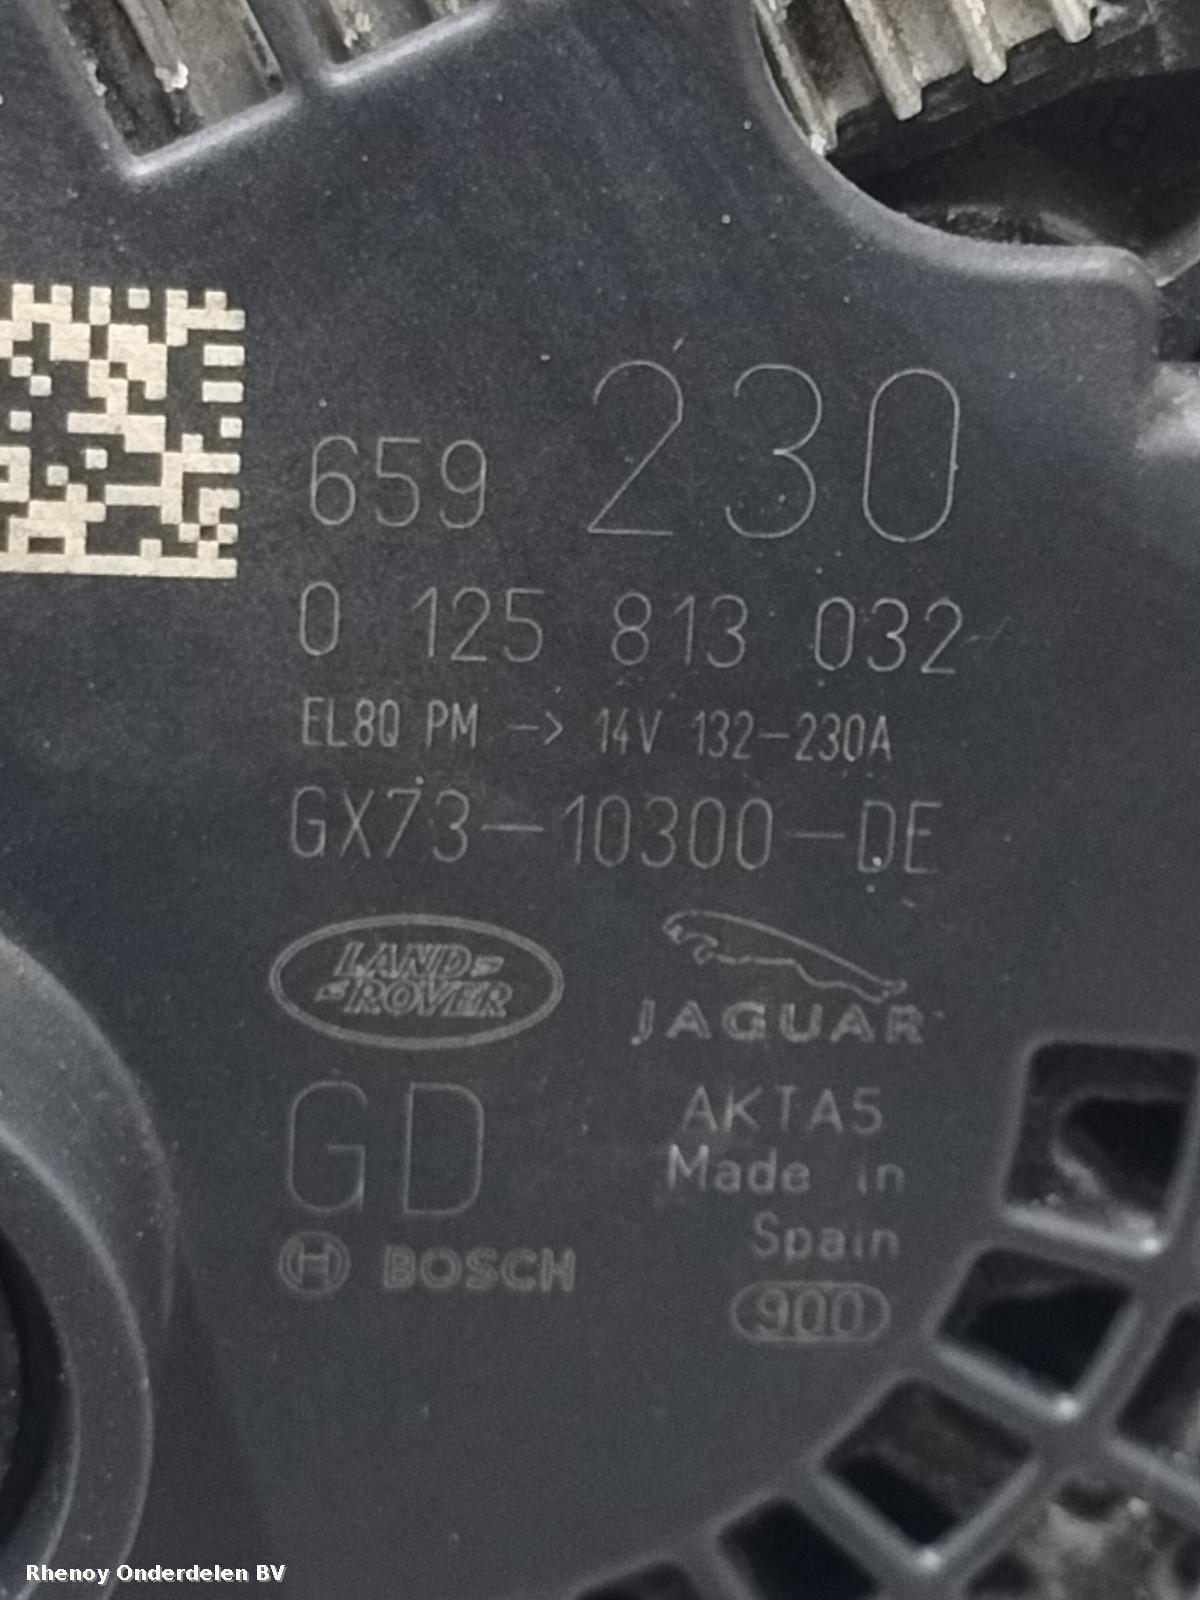 659 230
0 125 813 032
EL8Q PM -> 14V 132-230A
GX73-10300-DE
LAND-
-ROVER
JAGUAR
GD
AKTA5
Made in
Spain
BOSCH
900
Rhenoy Onderdelen BV